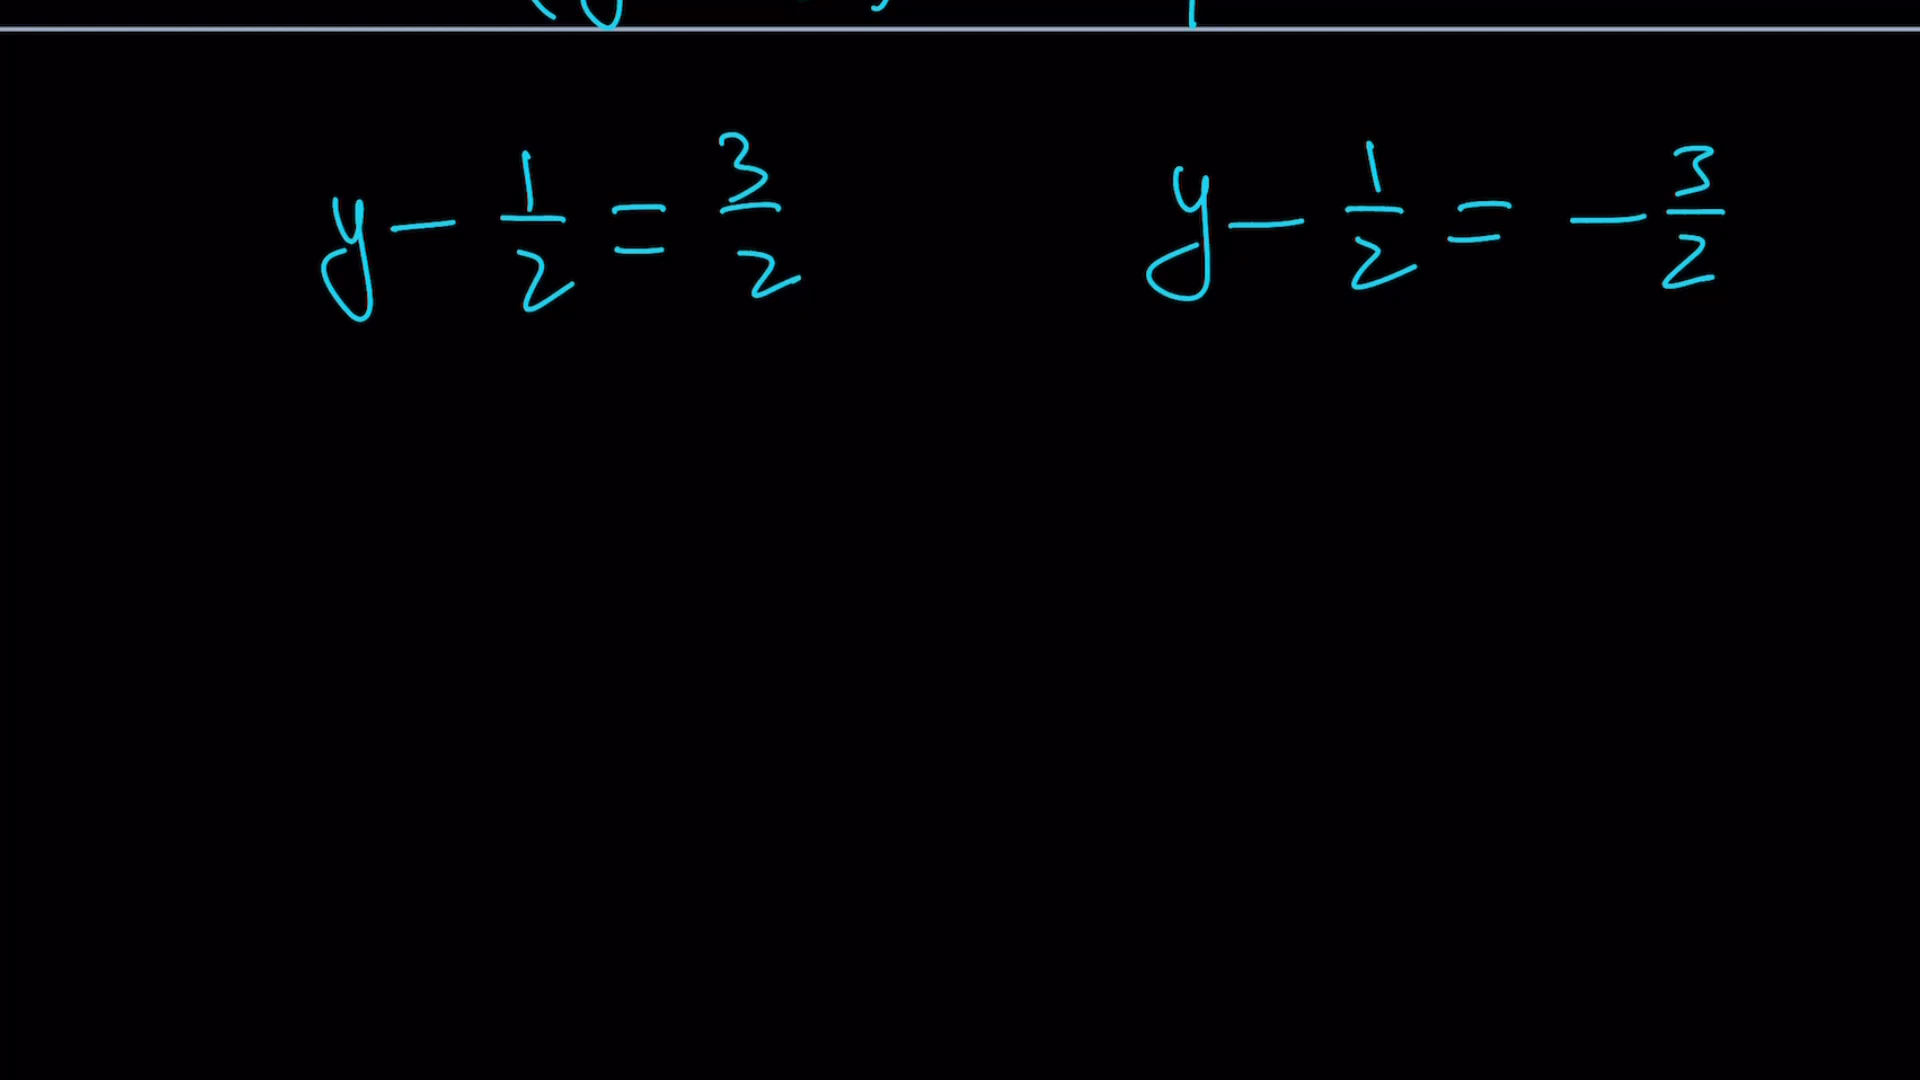 y - 1/2 = 3/2
y - 1/2 = - 3/2